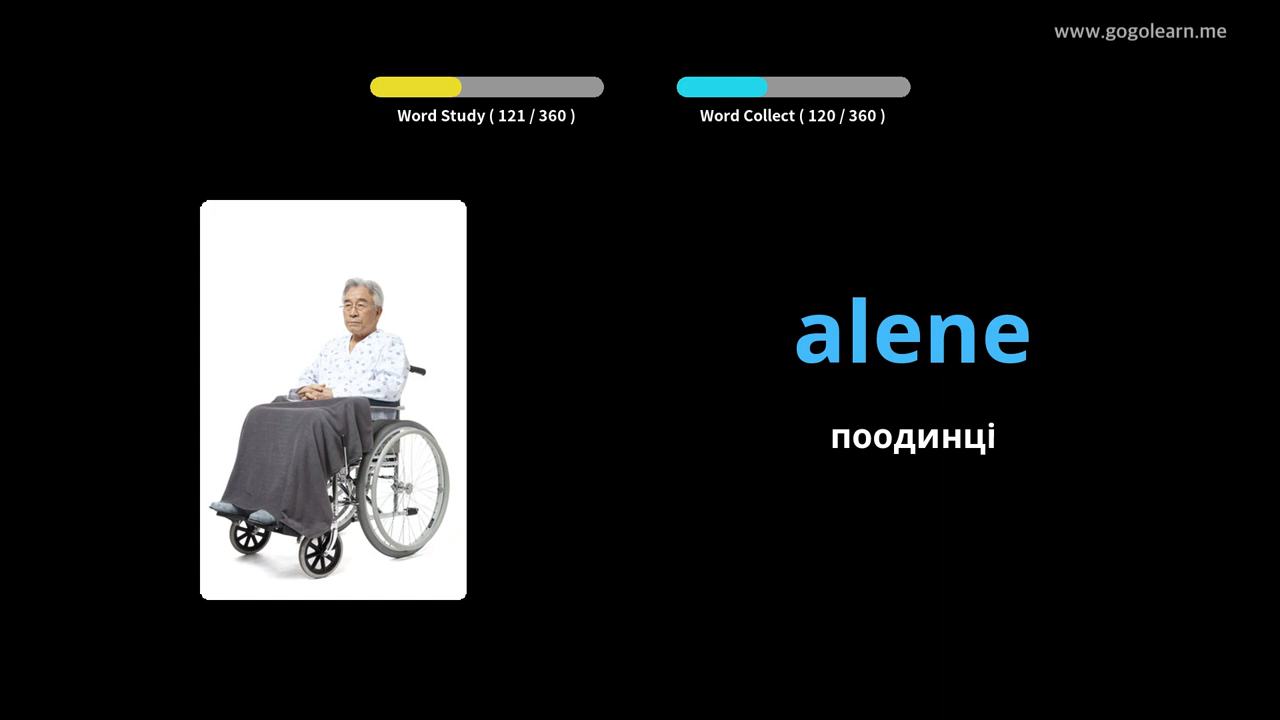 www.gogolearn.me
Word Study ( 121 / 360 )
Word Collect ( 120 / 360 )
alene
поодинці